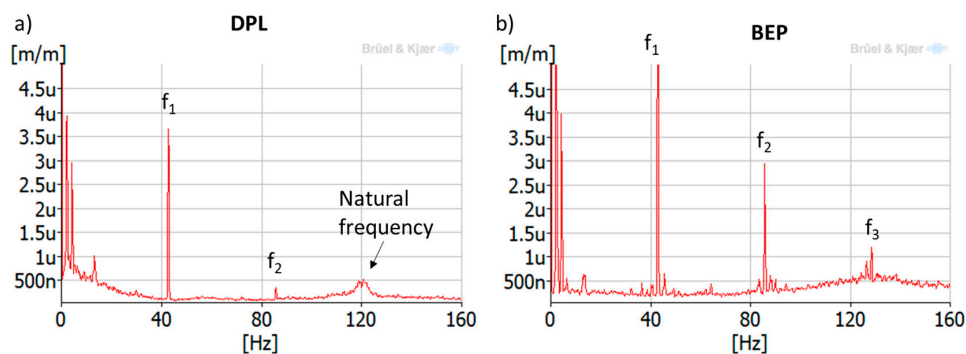 a) DPL
[m/m]
Brüel & Kjær
4.5u
4u
3.5u
3u
2.5u
2u
1.5u
1u
500n
f₁
f₂
Natural
frequency
0 40 80 120 160
[Hz]
b) BEP
[m/m]
Brüel & Kjær
4.5u
4u
3.5u
3u
2.5u
2u
1.5u
1u
500n
f₁
f₂
f₃
0 40 80 120 160
[Hz]